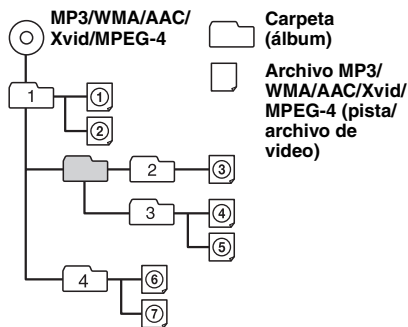 MP3/WMA/AAC/
Xvid/MPEG-4
Carpeta
(álbum)
Archivo MP3/
WMA/AAC/Xvid/
MPEG-4 (pista/
archivo de
video)
1
①
②
2
③
3
④
⑤
4
⑥
⑦